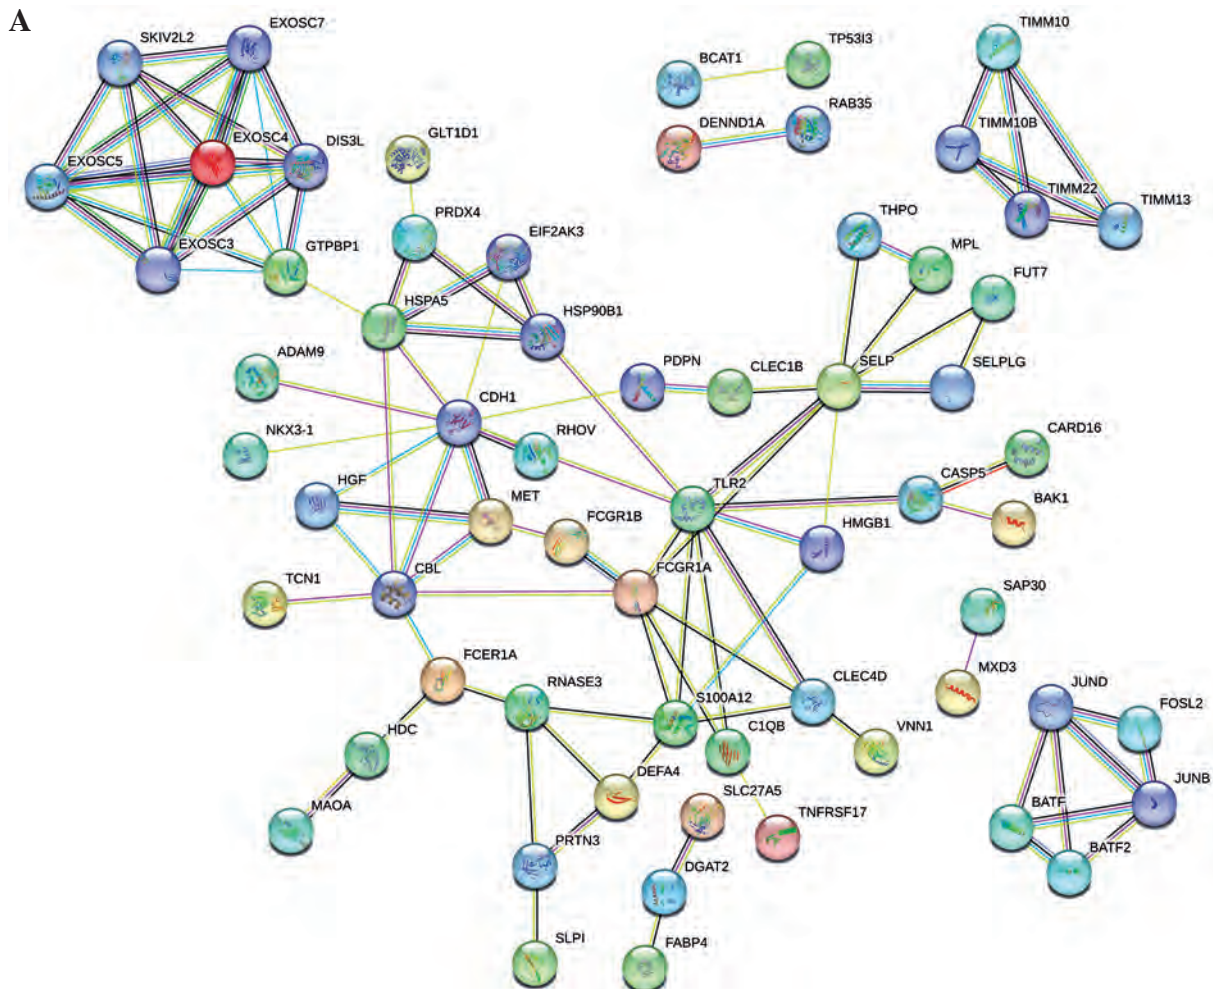 A
EXOSC7
SKIV2L2
TIMM10
TP53I3
BCAT1
RAB35
DENND1A
EXOSC4
DIS3L
GLT1D1
TIMM10B
EXOSC5
TIMM22
TIMM13
THPO
PRDX4
EIF2AK3
MPL
EXOSC3
GTPBP1
FUT7
HSPA5
HSP90B1
ADAM9
PDPN
CLEC1B
SELP
SELPLG
CDH1
NKX3-1
RHOV
CARD16
CASP5
HGF
TLR2
MET
FCGR1B
BAK1
HMGB1
CBL
FCGR1A
TCN1
SAP30
FCER1A
RNASE3
CLEC4D
MXD3
JUND
S100A12
FOSL2
HDC
C1QB
VNN1
DEFA4
JUNB
SLC27A5
MAOA
TNFRSF17
BATF
PRTN3
BATF2
DGAT2
SLPI
FABP4